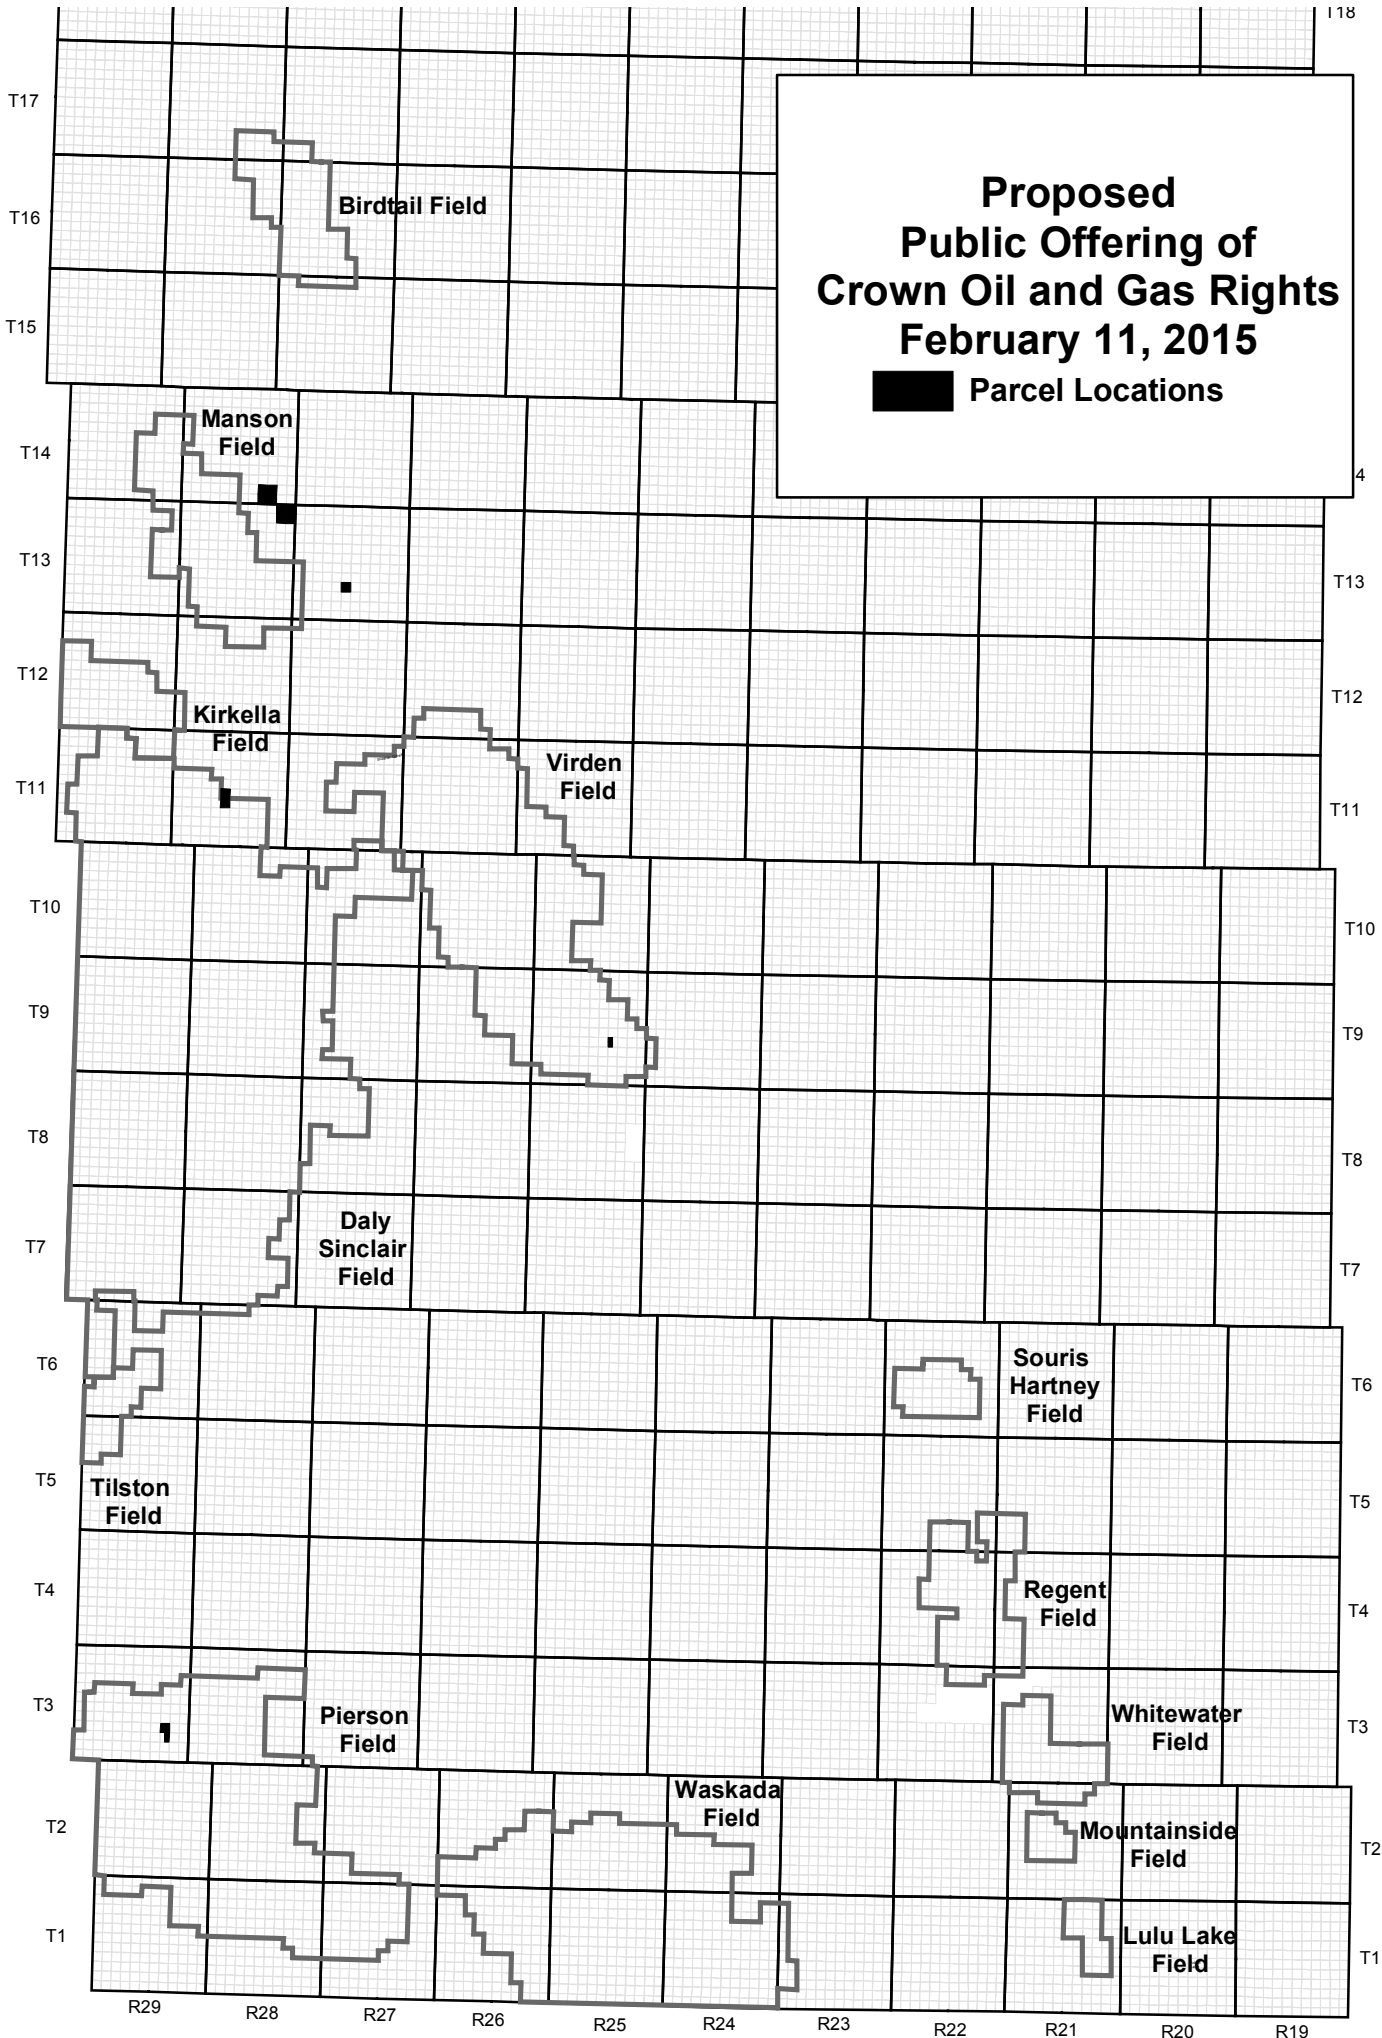 T18
T17
Proposed
Public Offering of
Crown Oil and Gas Rights
February 11, 2015
Parcel Locations
Birdtail Field
T16
T15
Manson
Field
T14
4
T13
T13
T12
T12
Kirkella
Field
Virden
Field
T11
T11
T10
T10
T9
T9
T8
T8
Daly
Sinclair
Field
T7
T7
Souris
Hartney
Field
T6
T6
Tilston
Field
T5
T5
Regent
Field
T4
T4
Pierson
Field
Whitewater
Field
T3
T3
Waskada
Field
Mountainside
Field
T2
T2
Lulu Lake
Field
T1
T1
R29 R28 R27 R26 R25 R24 R23 R22 R21 R20 R19